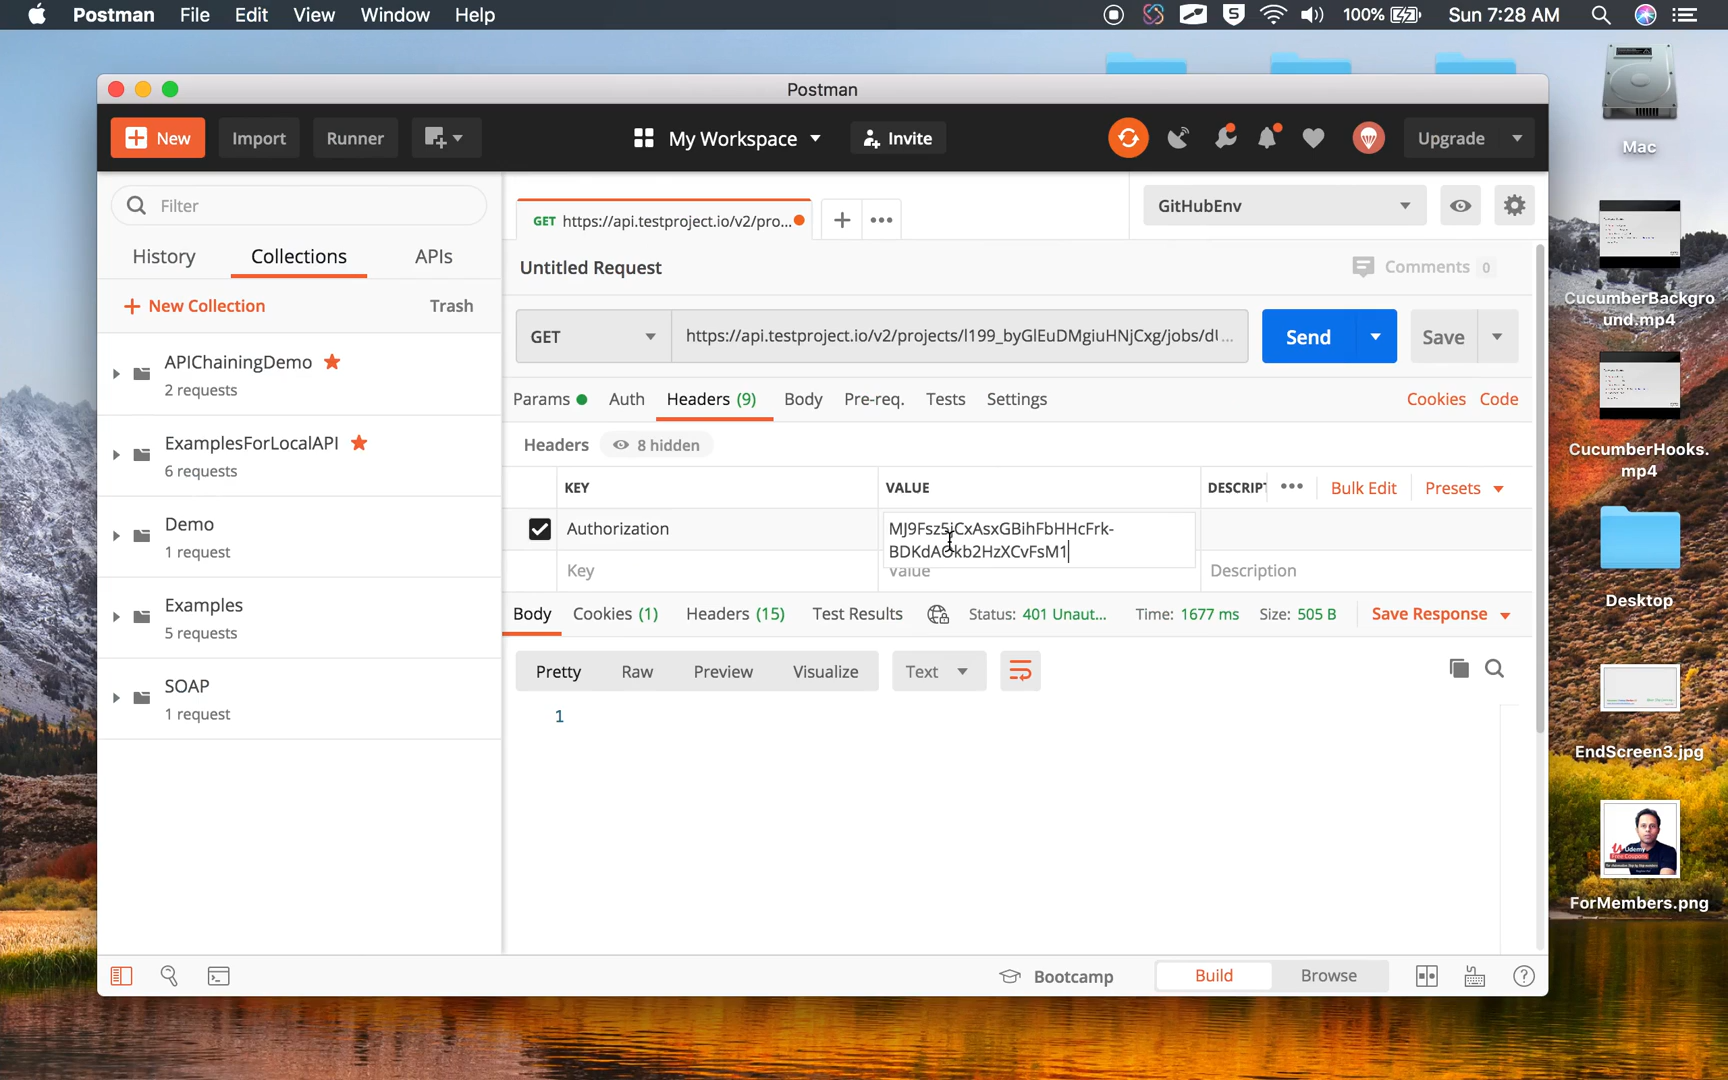 Postman File Edit View Window Help
S 100% Sun 7:28 AM
Postman
New Import Runner My Workspace Invite Upgrade
Filter
History Collections APIs
New Collection Trash
APIChainingDemo
2 requests
ExamplesForLocalAPI
6 requests
Demo
1 request
Examples
5 requests
SOAP
1 request
GET https://api.testproject.io/v2/pro...
GitHubEnv
Untitled Request
Comments 0
GET https://api.testproject.io/v2/projects/l199_byGlEuDMgiuHNjCxg/jobs/dl...
Send Save
Params Auth Headers (9) Body Pre-req. Tests Settings Cookies Code
Headers 8 hidden
KEY VALUE DESCRIPT Bulk Edit Presets
Authorization
BDKdAOkb2HzXCvFsM1
Key Value Description
Body Cookies (1) Headers (15) Test Results Status: 401 Unaut... Time: 1677 ms Size: 505 B Save Response
Pretty Raw Preview Visualize Text
1
Bootcamp Build Browse
Mac
CucumberBackgro
und.mp4
CucumberHooks.
mp4
Desktop
EndScreen3.jpg
Udemy
Free Coupons
ForMembers.png